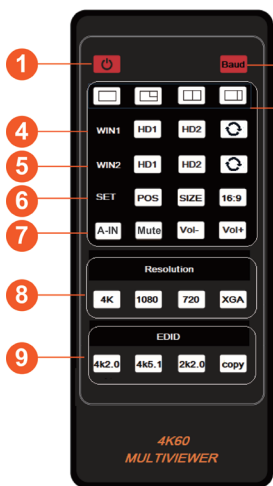 1
Baud
4
WIN1 HD1 HD2
5
WIN2 HD1 HD2
6
SET POS SIZE 16:9
7
A-IN Mute Vol- Vol+
Resolution
8
4K 1080 720 XGA
EDID
9
4k2.0 4k5.1 2k2.0 copy
4K60
MULTIVIEWER